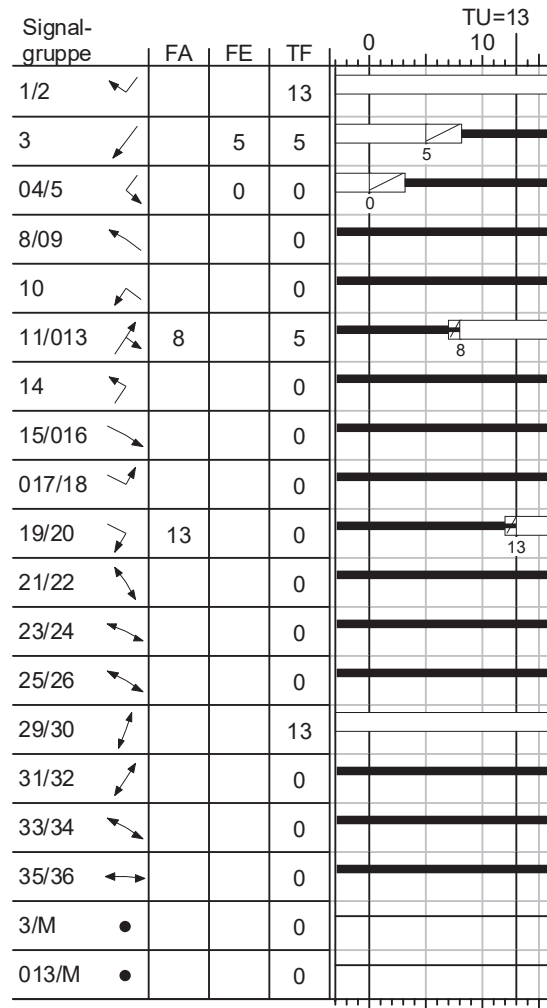 TU=13
Signal-
gruppe FA FE TF 0 10
1/2 13
3 5 5
5
04/5 0 0
0
8/09 0
10 0
11/013 8 5
8
14 0
15/016 0
017/18 0
19/20 13 0
13
21/22 0
23/24 0
25/26 0
29/30 13
31/32 0
33/34 0
35/36 0
3/M 0
013/M 0